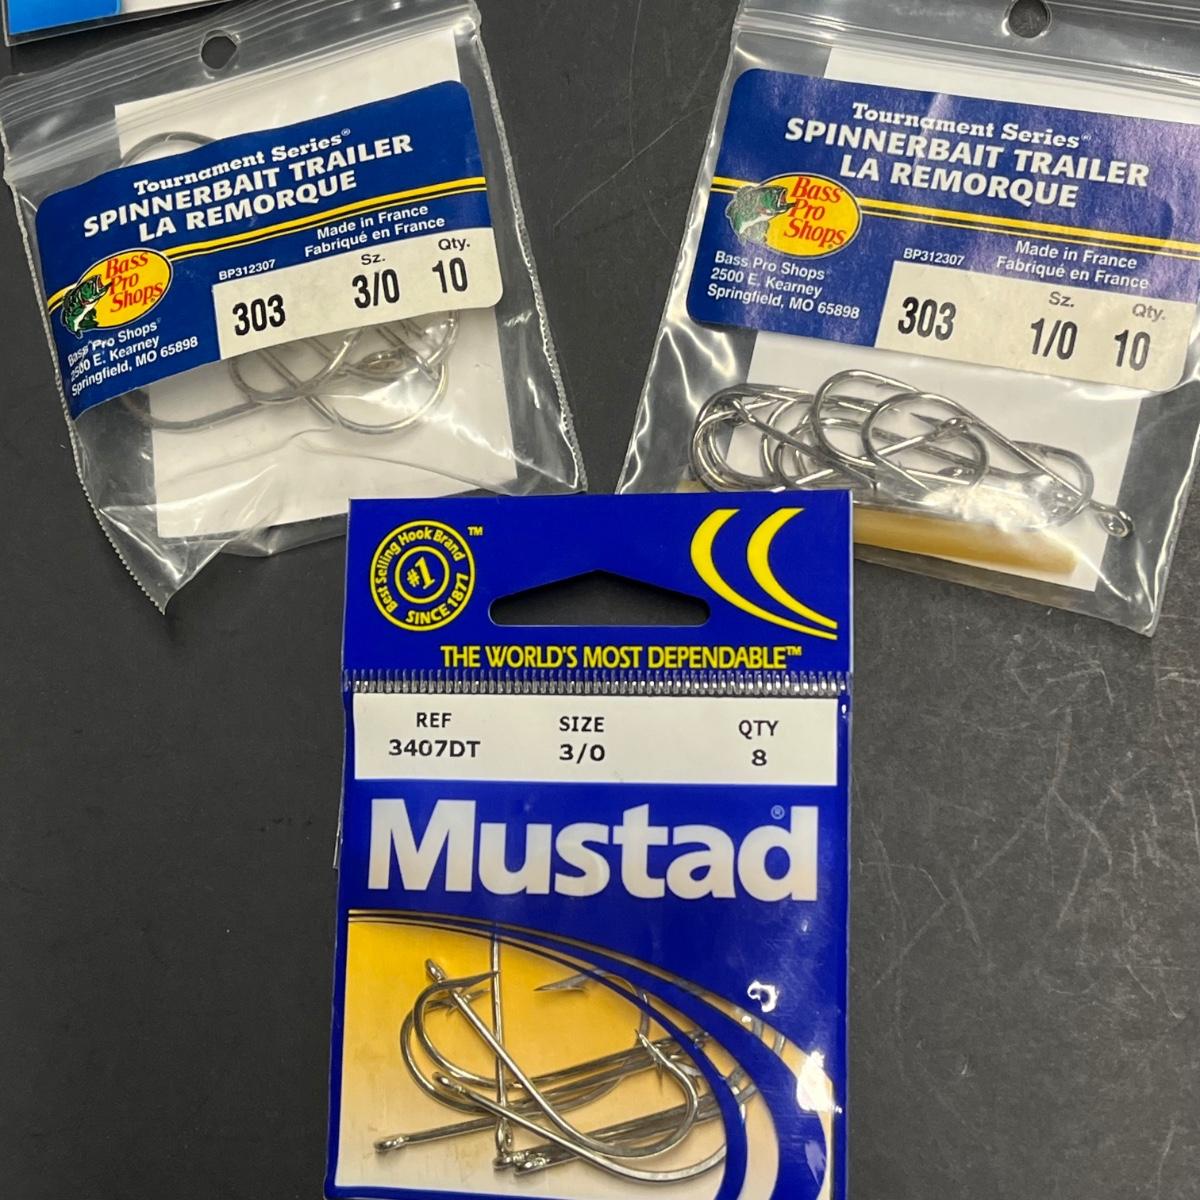 Tournament Series®
SPINNERBAIT TRAILER
LA REMORQUE
Made in France
Fabriqué en France
BP312307
Sz.
Qty.
303
3/0
10
Bass
Pro
Shops
Bass Pro Shops®
2500 E. Kearney
Springfield, MO 65898
Tournament Series®
SPINNERBAIT TRAILER
LA REMORQUE
Bass
Pro
Shops
BP312307
Made in France
Fabriqué en France
Bass Pro Shops®
2500 E. Kearney
Springfield, MO 65898
Sz.
Qty.
303
1/0
10
Best Selling Hook Brand
#1
SINCE 1871
TM
THE WORLD'S MOST DEPENDABLE™
REF SIZE QTY
3407DT 3/0 8
Mustad®